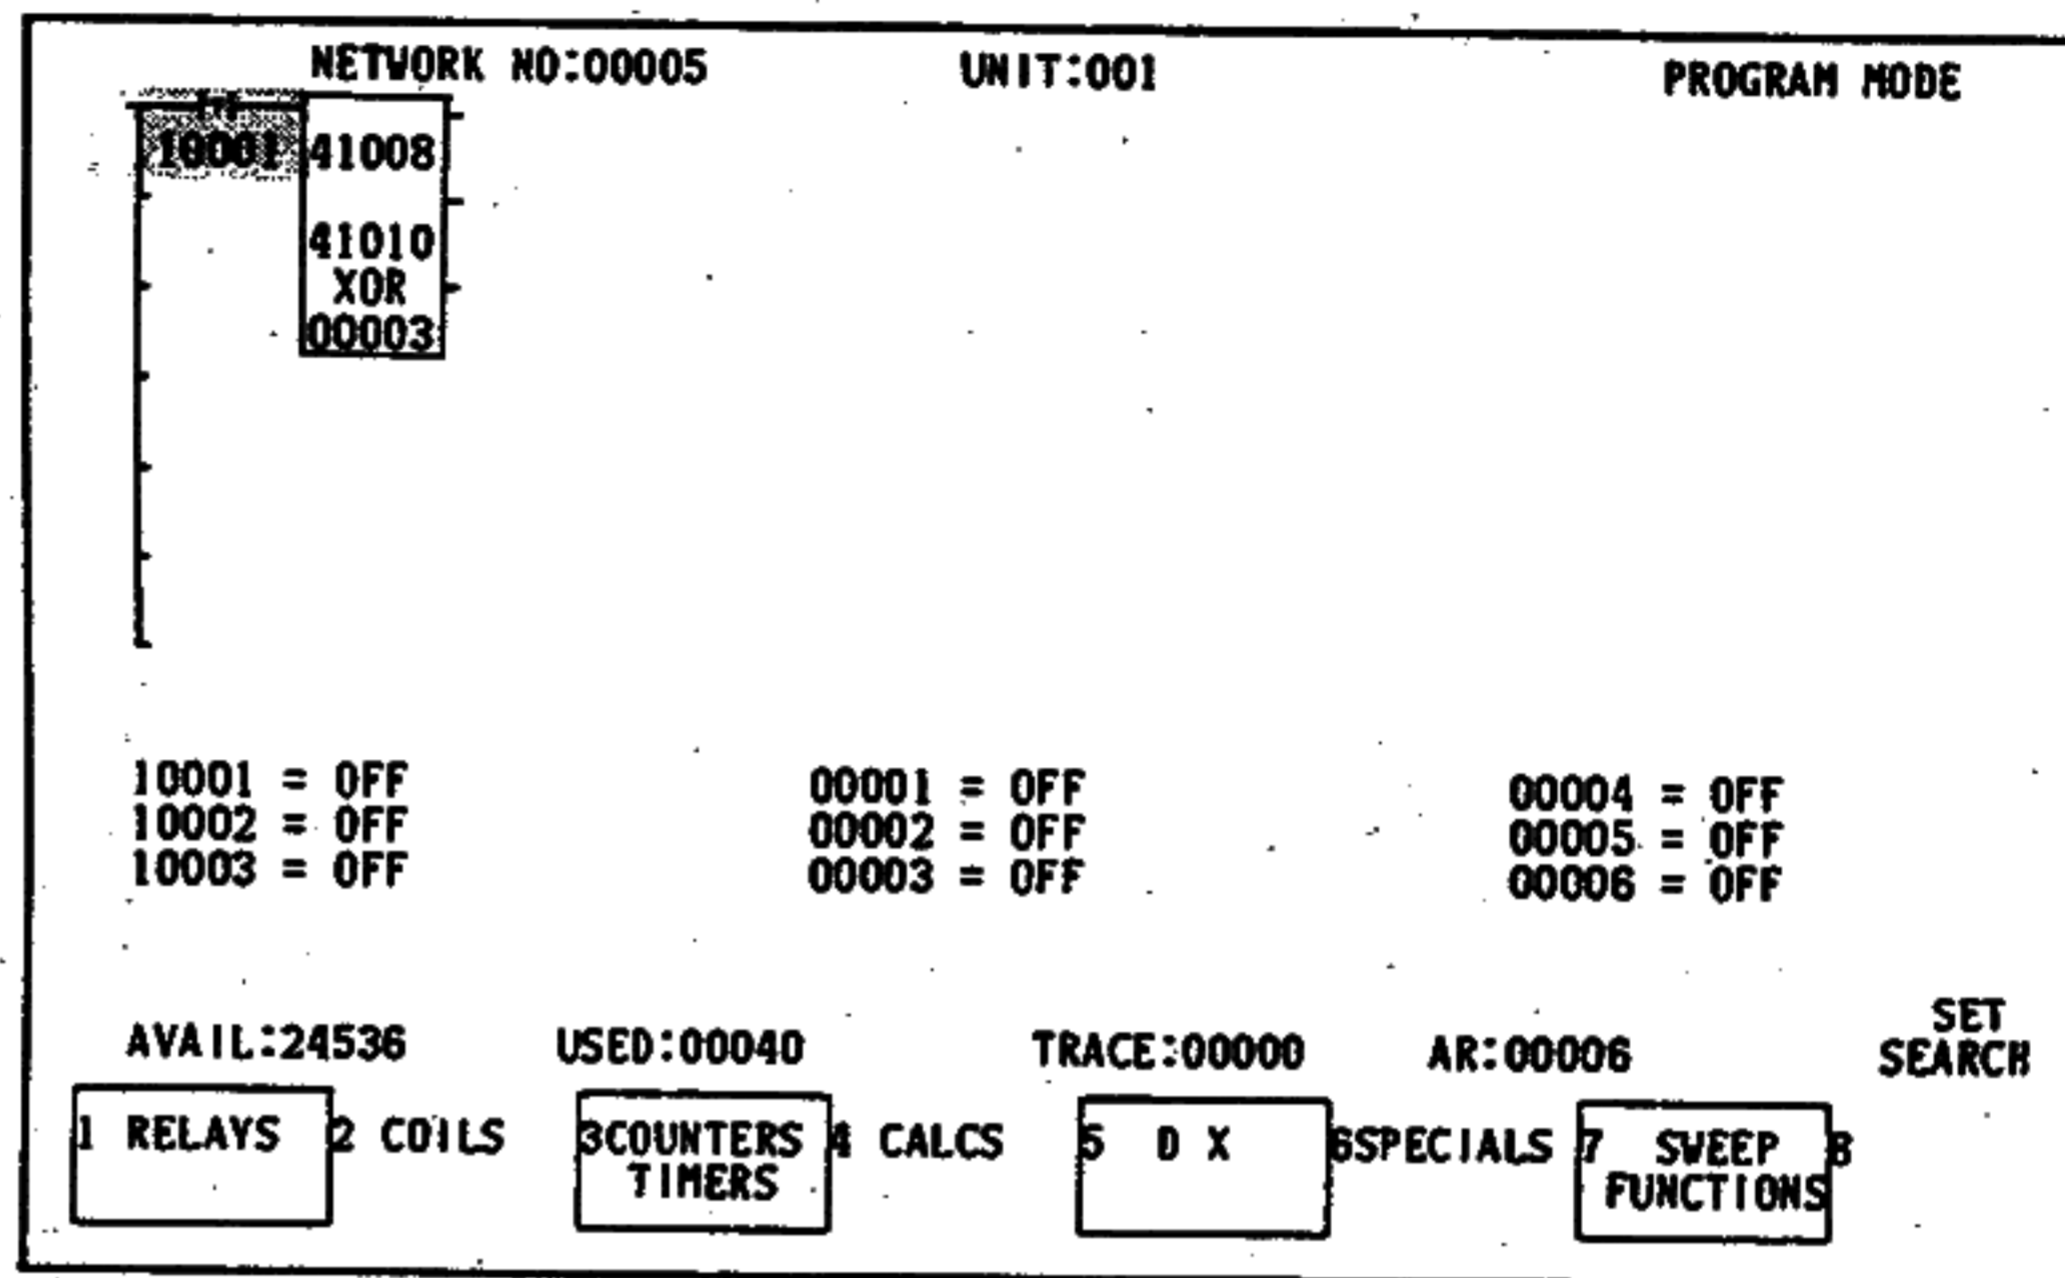 NETWORK NO:00005 UNIT:001 PROGRAM MODE
10001 41008
41010
XOR
00003
10001 = OFF 00001 = OFF 00004 = OFF
10002 = OFF 00002 = OFF 00005 = OFF
10003 = OFF 00003 = OFF 00006 = OFF
SET
AVAIL:24536 USED:00040 TRACE:00000 AR:00006 SEARCH
1 RELAYS 2 COILS 3COUNTERS 4 CALCS 5 D X 6SPECIALS 7 SWEEP 8
TIMERS FUNCTIONS